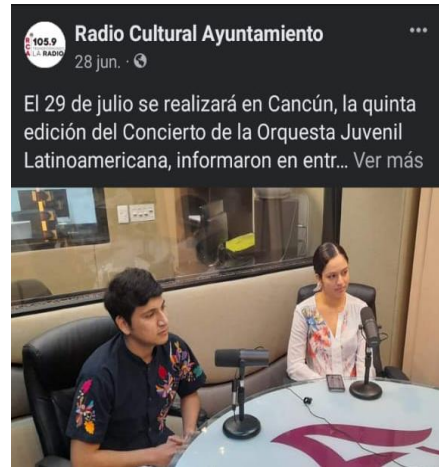 105.9
LA RADIO
Radio Cultural Ayuntamiento
28 jun. ·
El 29 de julio se realizará en Cancún, la quinta
edición del Concierto de la Orquesta Juvenil
Latinoamericana, informaron en entr... Ver más